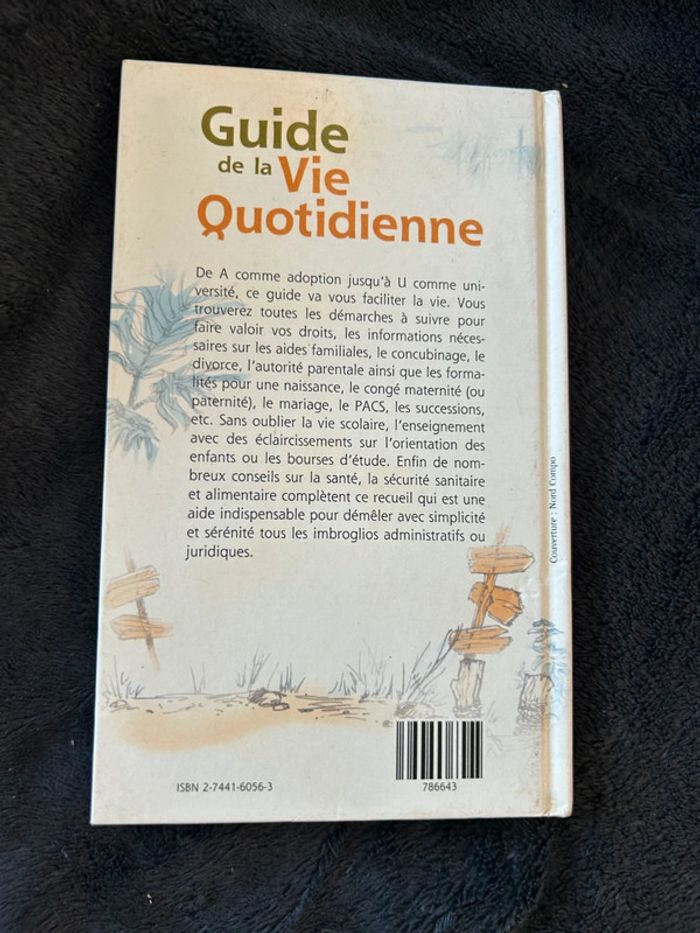 Guide
de la Vie
Quotidienne
De A comme adoption jusqu'à U comme uni-
versité, ce guide va vous faciliter la vie. Vous
trouverez toutes les démarches à suivre pour
faire valoir vos droits, les informations néces-
saires sur les aides familiales, le concubinage, le
divorce, l'autorité parentale ainsi que les forma-
lités pour une naissance, le congé maternité (ou
paternité), le mariage, le PACS, les successions,
etc. Sans oublier la vie scolaire, l'enseignement
avec des éclaircissements sur l'orientation des
enfants ou les bourses d'étude. Enfin de nom-
breux conseils sur la santé, la sécurité sanitaire
et alimentaire complètent ce recueil qui est une
aide indispensable pour démêler avec simplicité
et sérénité tous les imbroglios administratifs ou
juridiques.
Couverture : Nord Compo
ISBN 2-7441-6056-3
786643